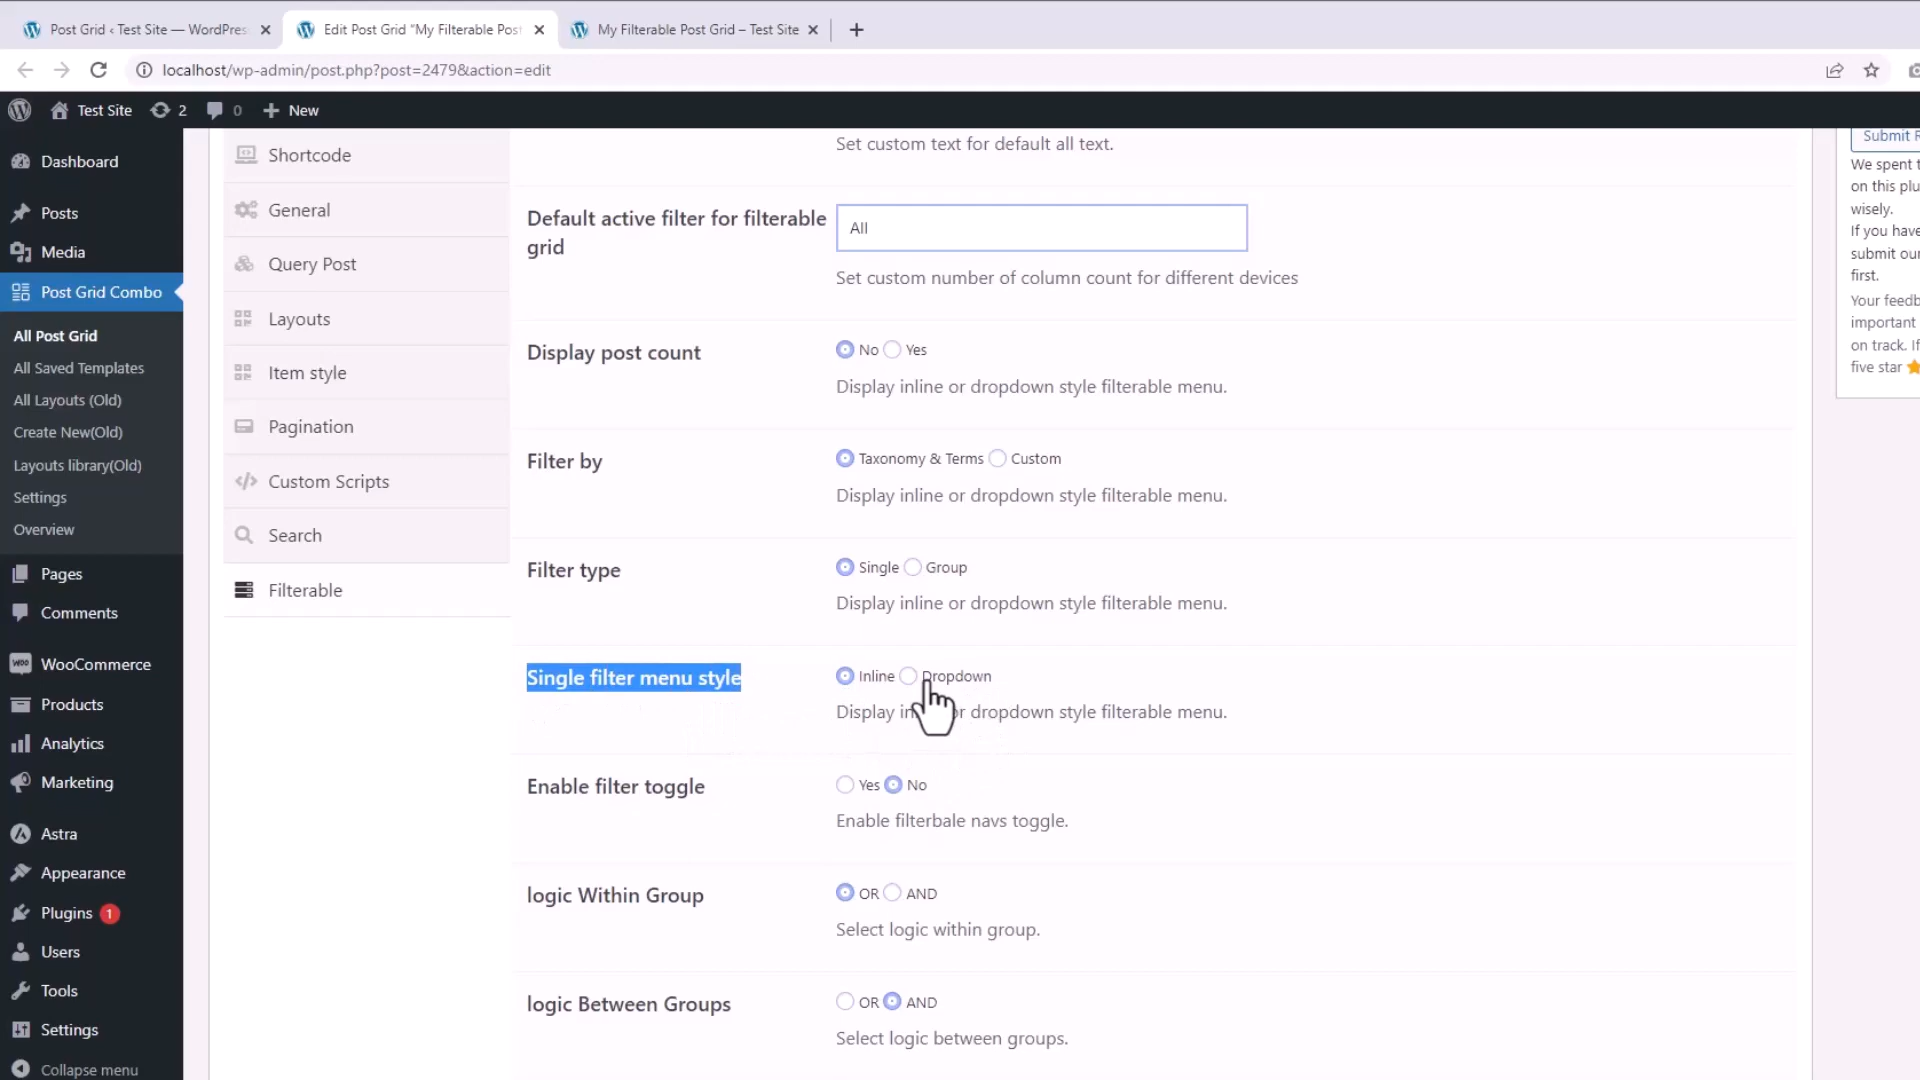 Post Grid ‹ Test Site — WordPres
Edit Post Grid "My Filterable Post
My Filterable Post Grid – Test Site
localhost/wp-admin/post.php?post=2479&action=edit
Test Site
2
0
New
Dashboard
Posts
Media
Post Grid Combo
All Post Grid
All Saved Templates
All Layouts (Old)
Create New(Old)
Layouts library(Old)
Settings
Overview
Pages
Comments
WooCommerce
Products
Analytics
Marketing
Astra
Appearance
Plugins 1
Users
Tools
Settings
Collapse menu
Shortcode
General
Query Post
Layouts
Item style
Pagination
Custom Scripts
Search
Filterable
Set custom text for default all text.
Default active filter for filterable
grid
All
Set custom number of column count for different devices
Display post count
No Yes
Display inline or dropdown style filterable menu.
Filter by
Taxonomy & Terms Custom
Display inline or dropdown style filterable menu.
Filter type
Single Group
Display inline or dropdown style filterable menu.
Single filter menu style
Inline Dropdown
Display in or dropdown style filterable menu.
Enable filter toggle
Yes No
Enable filterbale navs toggle.
logic Within Group
OR AND
Select logic within group.
logic Between Groups
OR AND
Select logic between groups.
Submit R
We spent t
on this plu
wisely.
If you have
submit our
first.
Your feedb
important
on track. If
five star